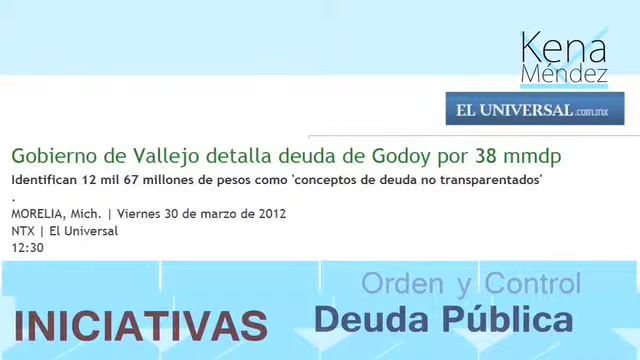 Kena
Méndez
EL UNIVERSAL.com.mx
Gobierno de Vallejo detalla deuda de Godoy por 38 mmdp
Identifican 12 mil 67 millones de pesos como 'conceptos de deuda no transparentados'
.
MORELIA, Mich. | Viernes 30 de marzo de 2012
NTX | El Universal
12:30
Orden y Control
INICIATIVAS
Deuda Pública